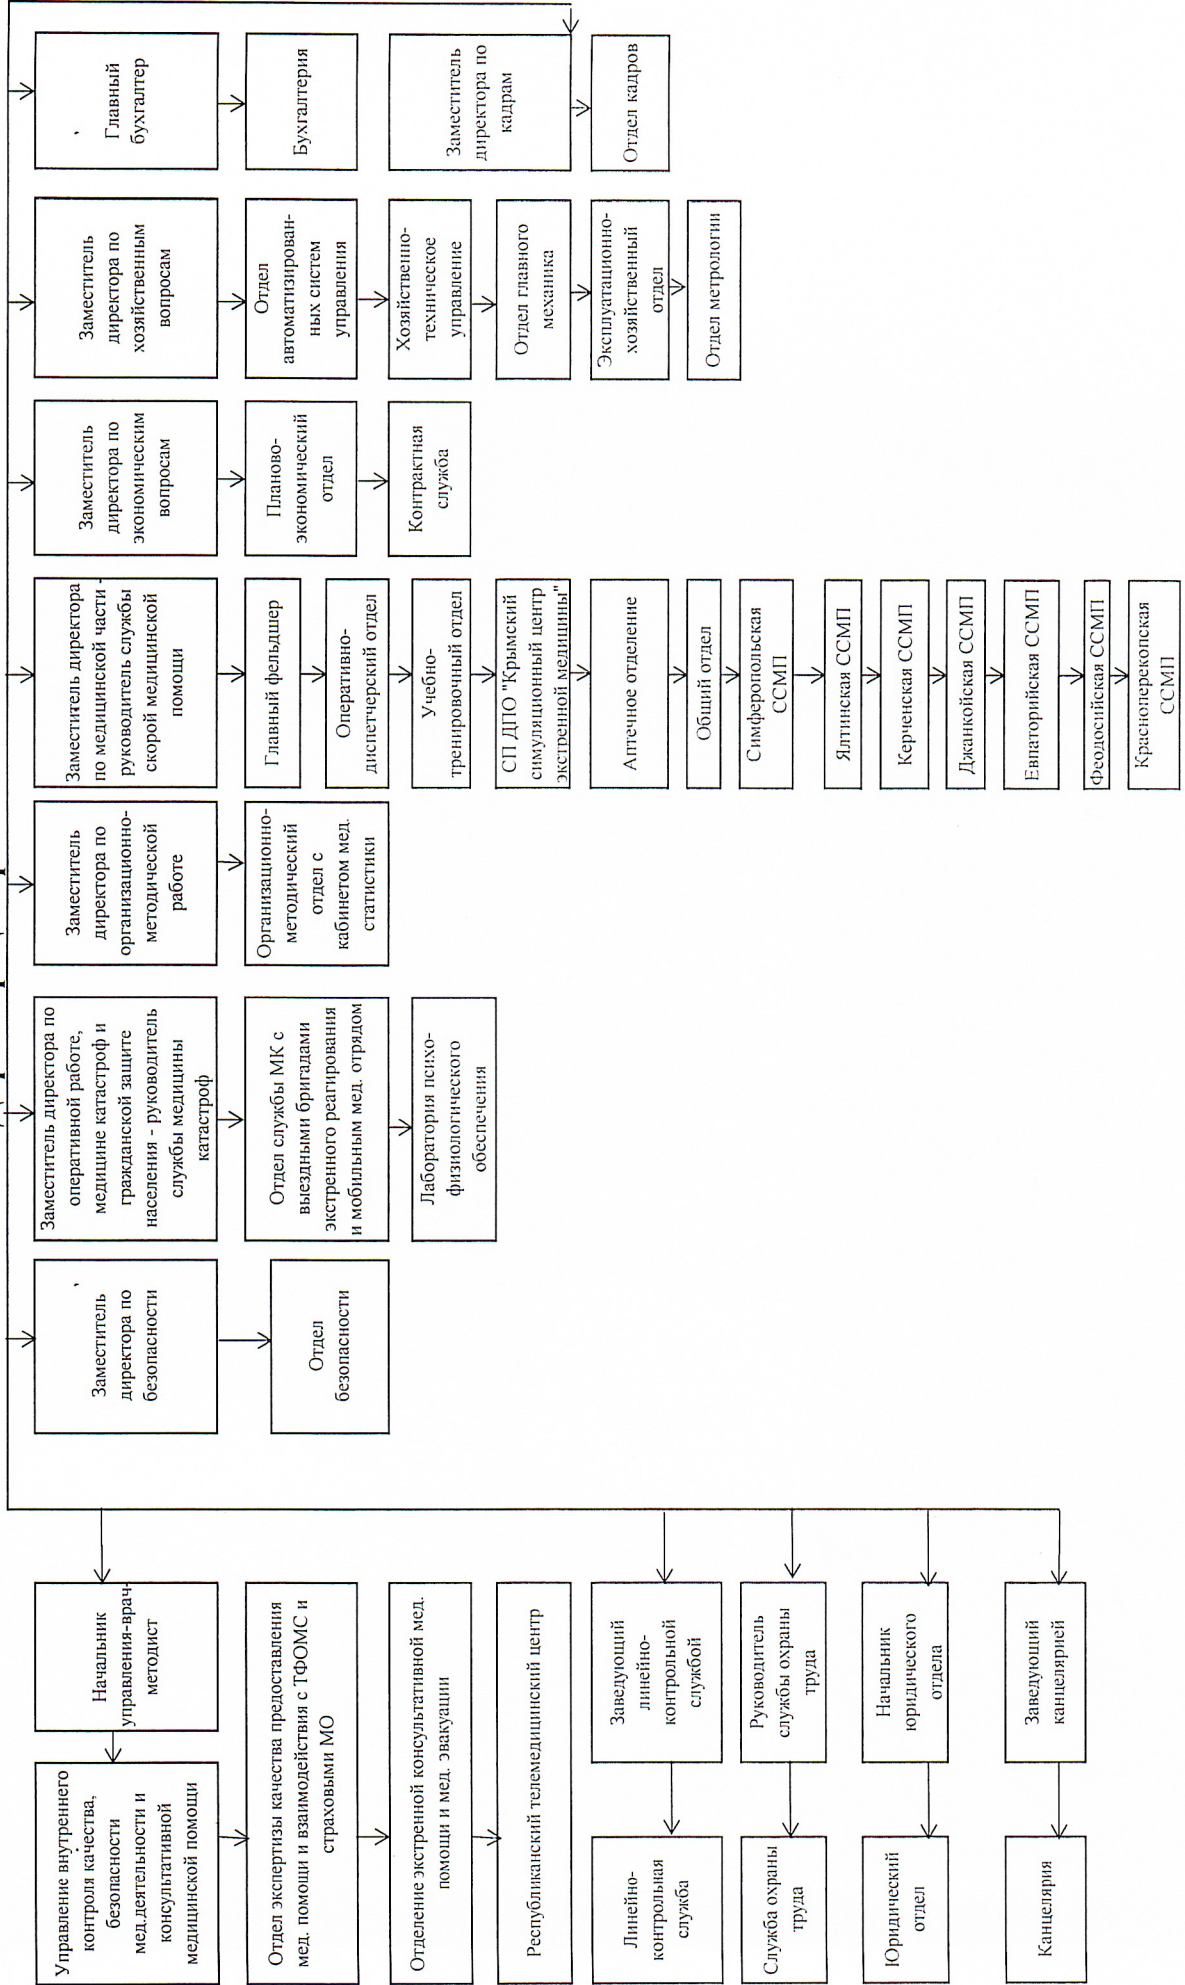 Главный
бухгалтер
Бухгалтерия
Заместитель
директора по
кадрам
Отдел кадров
Заместитель
директора по
хозяйственным
вопросам
Отдел
автоматизирован-
ных систем
управления
Хозяйственно-
техническое
управление
Отдел главного
механика
Эксплуатационно-
хозяйственный
отдел
Отдел метрологии
Заместитель
директора по
экономическим
вопросам
Планово-
экономический
отдел
Контрактная
служба
Заместитель директора
по медицинской части-
руководитель службы
скорой медицинской
помощи
Главный фельдшер
Оперативно-
диспетчерский отдел
Учебно-
тренировочный отдел
СП ДПО "Крымский
симуляционный центр
экстренной медицины"
Аптечное отделение
Общий отдел
Симферопольская
ССМП
Ялтинская ССМП
Керченская ССМП
Джанкойская ССМП
Евпаторийская ССМП
Феодосийская ССМП
Красноперекопская
ССМП
Заместитель
директора по
организационно-
методической
работе
Организационно-
методический
отдел с
кабинетом мед.
статистики
Заместитель директора по
оперативной работе,
медицине катастроф и
гражданской защите
населения - руководитель
службы медицины
катастроф
Отдел службы МК с
выездными бригадами
экстренного реагирования
и мобильным мед. отрядом
Лаборатория психо-
физиологического
обеспечения
Заместитель
директора по
безопасности
Отдел
безопасности
Начальник
управления-врач-
методист
Управление внутреннего
контроля качества,
безопасности
мед.деятельности и
консультативной
медицинской помощи
Отдел экспертизы качества предоставления
мед. помощи и взаимодействия с ТФОМС и
страховыми МО
Отделение экстренной консультативной мед.
помощи и мед. эвакуации
Республиканский телемедицинский центр
Заведующий
линейно-
контрольной
службой
Линейно-
контрольная
служба
Руководитель
службы охраны
труда
Служба охраны
труда
Начальник
юридического
отдела
Юридический
отдел
Заведующий
канцелярией
Канцелярия